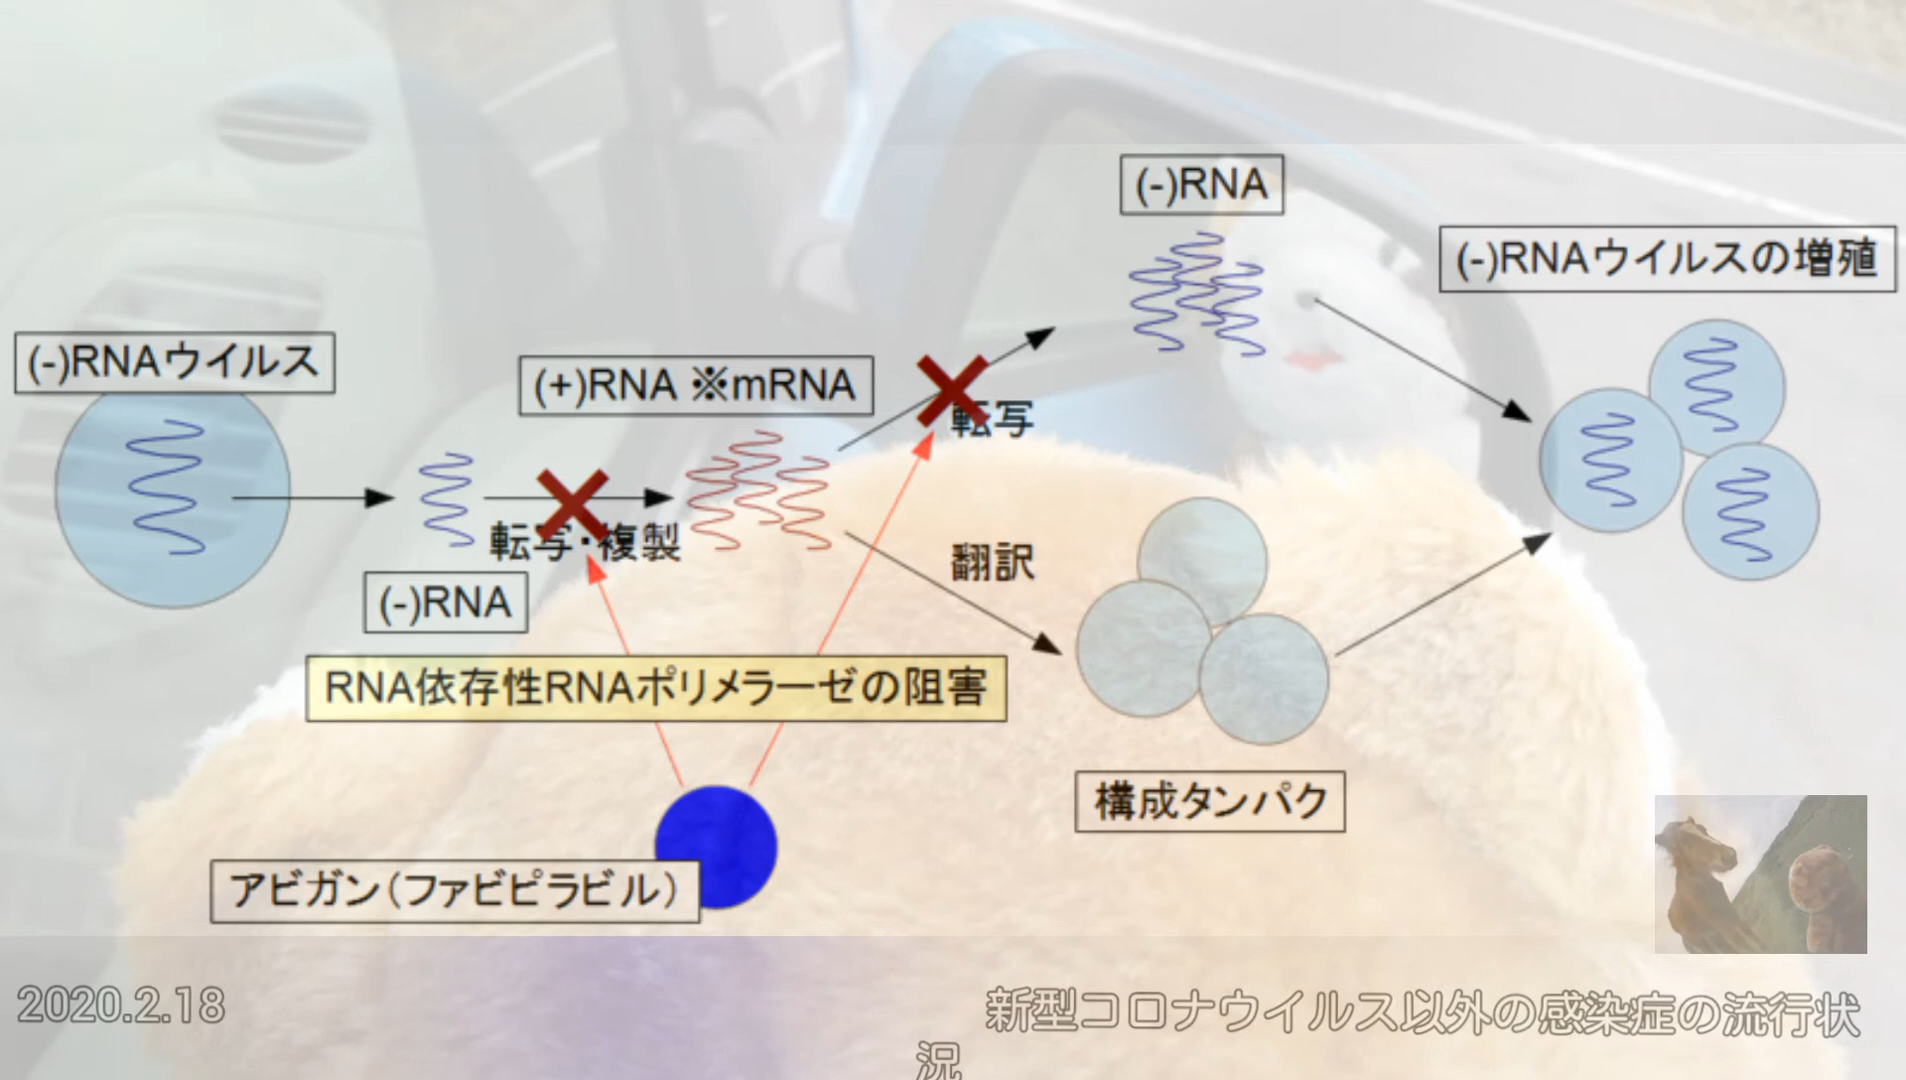 (-)RNA
(-)RNAウイルスの増殖
(-)RNAウイルス
(+)RNA ※mRNA
転写
転写・複製
翻訳
(-)RNA
RNA依存性RNAポリメラーゼの阻害
構成タンパク
アビガン(ファビピラビル)
2020.2.18
新型コロナウイルス以外の感染症の流行状
況